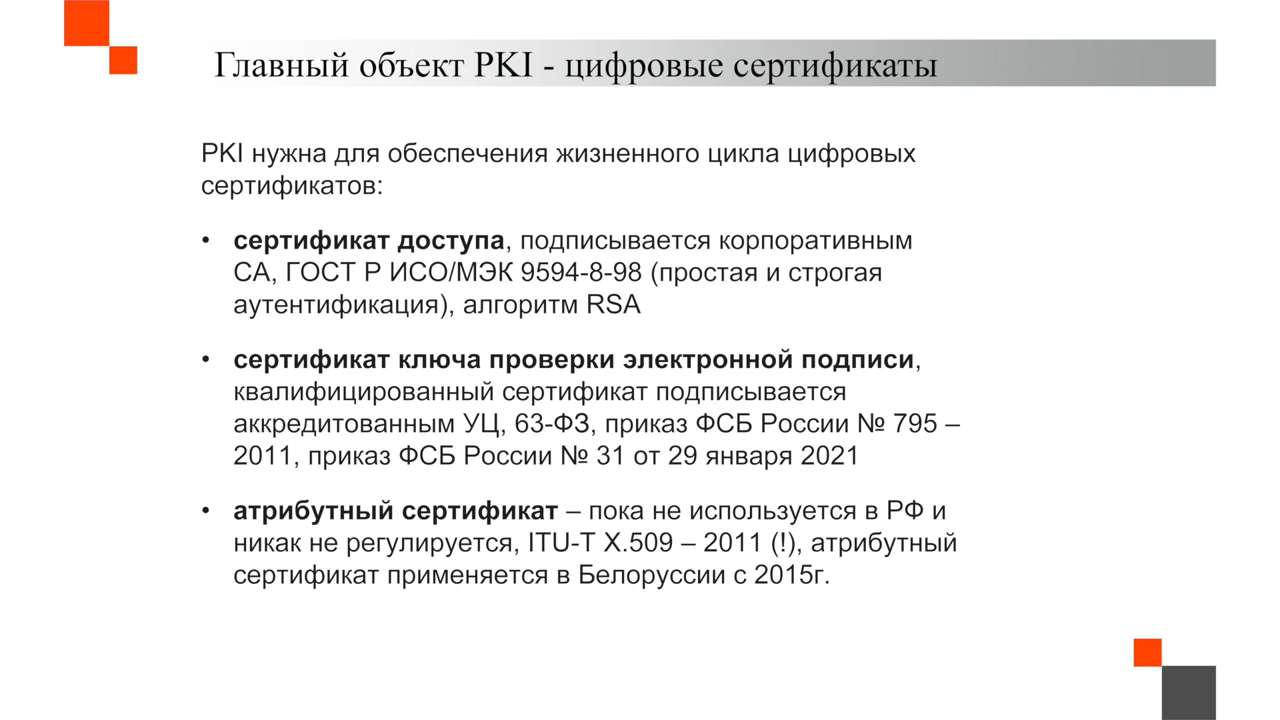 Главный объект PKI - цифровые сертификаты
PKI нужна для обеспечения жизненного цикла цифровых
сертификатов:
• сертификат доступа, подписывается корпоративным
СА, ГОСТ Р ИСО/МЭК 9594-8-98 (простая и строгая
аутентификация), алгоритм RSA
• сертификат ключа проверки электронной подписи,
квалифицированный сертификат подписывается
аккредитованным УЦ, 63-ФЗ, приказ ФСБ России № 795 –
2011, приказ ФСБ России № 31 от 29 января 2021
• атрибутный сертификат – пока не используется в РФ и
никак не регулируется, ITU-T X.509 – 2011 (!), атрибутный
сертификат применяется в Белоруссии с 2015г.